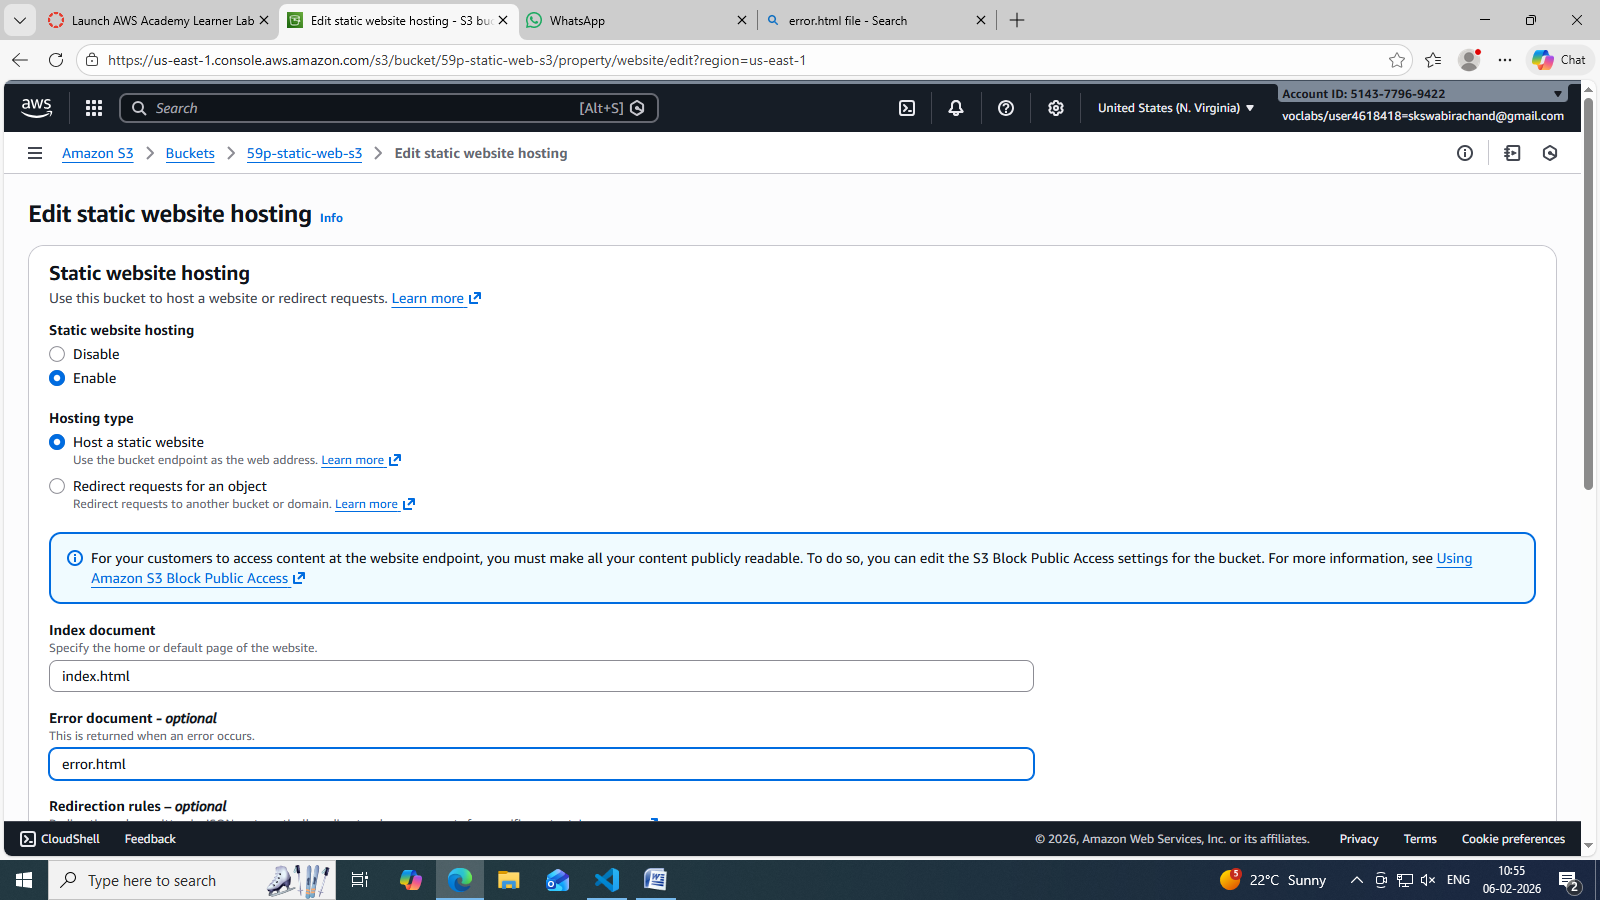 Launch AWS Academy Learner Lab
Edit static website hosting - S3 buc
WhatsApp
error.html file - Search
https://us-east-1.console.aws.amazon.com/s3/bucket/59p-static-web-s3/property/website/edit?region=us-east-1
Chat
aws
Search
[Alt+S]
United States (N. Virginia)
Account ID: 5143-7796-9422
voclabs/user4618418=skswabirachand@gmail.com
Amazon S3
Buckets
59p-static-web-s3
Edit static website hosting
Edit static website hosting Info
Static website hosting
Use this bucket to host a website or redirect requests. Learn more
Static website hosting
Disable
Enable
Hosting type
Host a static website
Use the bucket endpoint as the web address. Learn more
Redirect requests for an object
Redirect requests to another bucket or domain. Learn more
For your customers to access content at the website endpoint, you must make all your content publicly readable. To do so, you can edit the S3 Block Public Access settings for the bucket. For more information, see Using
Amazon S3 Block Public Access
Index document
Specify the home or default page of the website.
index.html
Error document - optional
This is returned when an error occurs.
error.html
Redirection rules – optional
CloudShell
Feedback
© 2026, Amazon Web Services, Inc. or its affiliates.
Privacy
Terms
Cookie preferences
Type here to search
5
22°C Sunny
ENG
10:55
06-02-2026
2